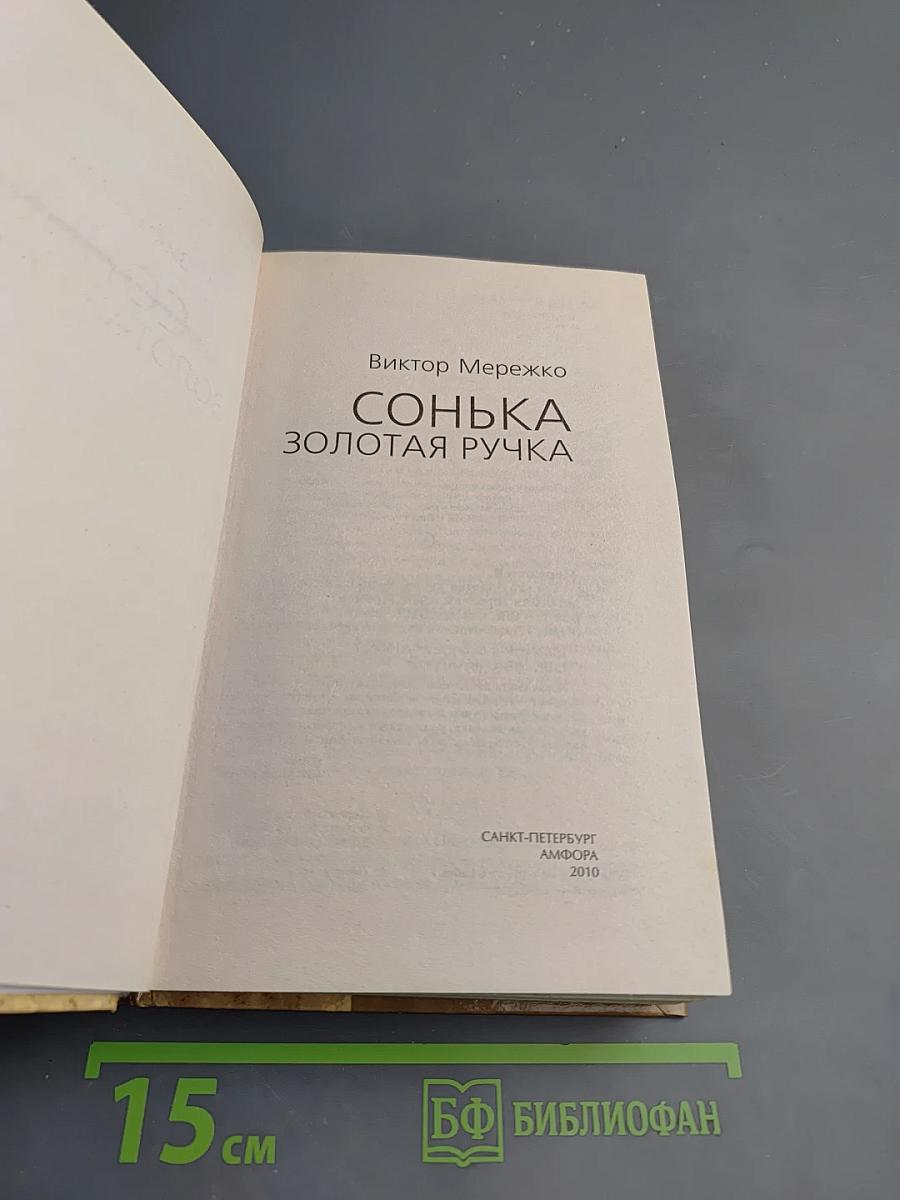 Виктор Мережко
СОНЬКА
ЗОЛОТАЯ РУЧКА
САНКТ-ПЕТЕРБУРГ
АМФОРА
2010
15 см
БФ БИБЛИОФАН